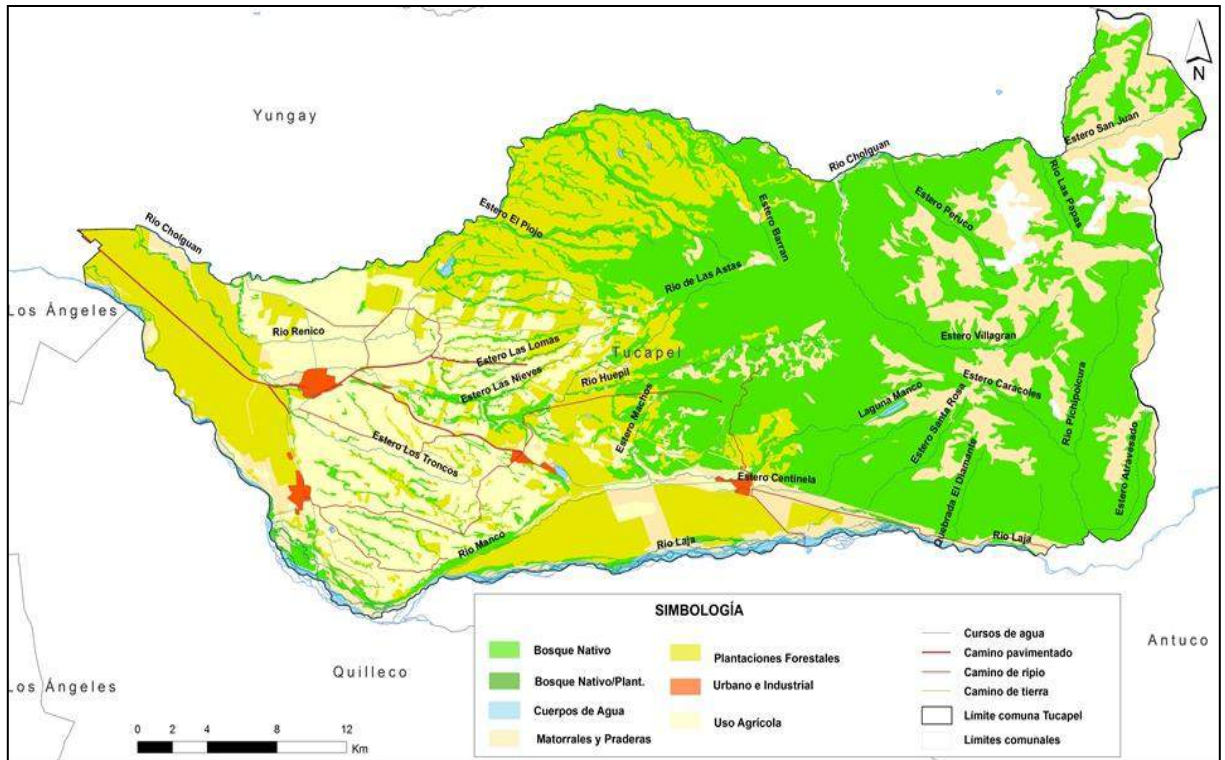 N
Yungay
Estero San Juan
Rio Cholguan
Rio Las Papas
Estero Peruco
Estero El Piojo
Estero Barran
Rio Cholguan
Rio de Las Astas
Los Ángeles
Rio Renico
Estero Villagran
Estero Las Lomas
Tucapel
Rio Huepil
Estero Las Nieves
Estero Caracoles
Laguna Manco
Estero Santa Rosa
Rio Pichipolcura
Estero Machos
Estero Los Troncos
Estero Atravesado
Estero Centinela
Quebrada El Diamante
Rio Manco
Rio Laja
Rio Laja
Antuco
Quilleco
Los Ángeles
SIMBOLOGÍA
Bosque Nativo
Bosque Nativo/Plant.
Cuerpos de Agua
Matorrales y Praderas
Plantaciones Forestales
Urbano e Industrial
Uso Agrícola
Cursos de agua
Camino pavimentado
Camino de ripio
Camino de tierra
Límite comuna Tucapel
Límites comunales
0 2 4 8 12
Km